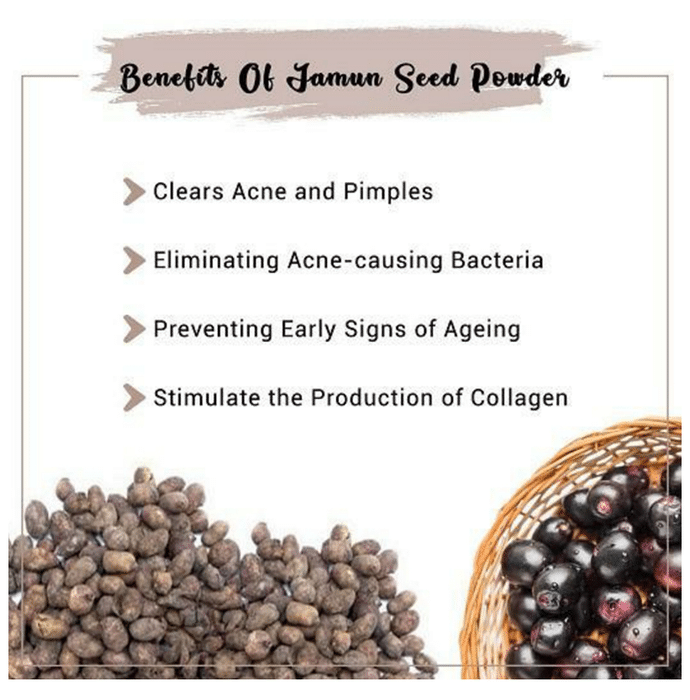 Benefits Of Jamun Seed Powder
Clears Acne and Pimples
Eliminating Acne-causing Bacteria
Preventing Early Signs of Ageing
Stimulate the Production of Collagen